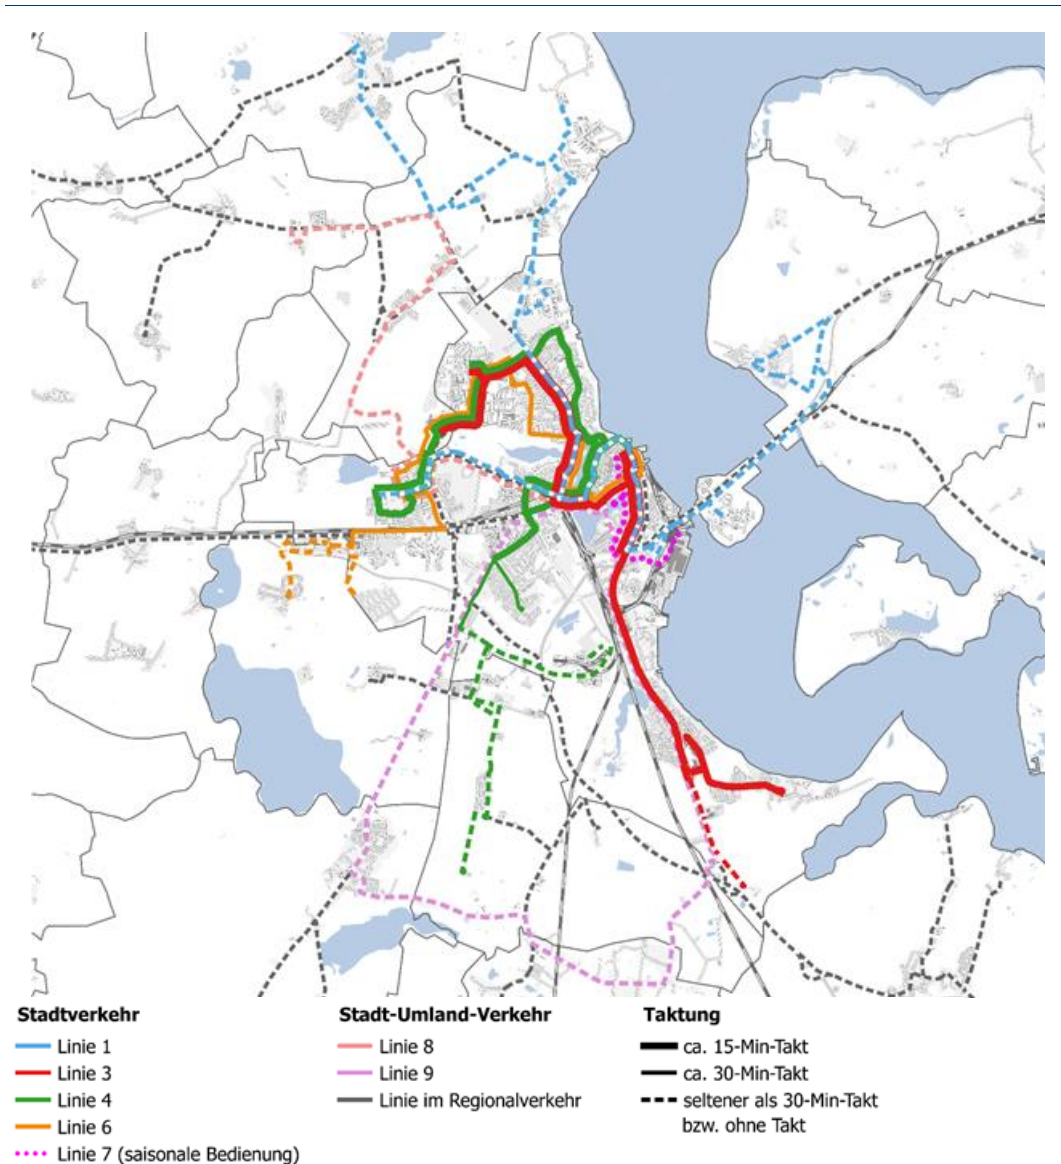 Stadtverkehr
Linie 1
Linie 3
Linie 4
Linie 6
Linie 7 (saisonale Bedienung)
Stadt-Umland-Verkehr
Linie 8
Linie 9
Linie im Regionalverkehr
Taktung
ca. 15-Min-Takt
ca. 30-Min-Takt
seltener als 30-Min-Takt
bzw. ohne Takt